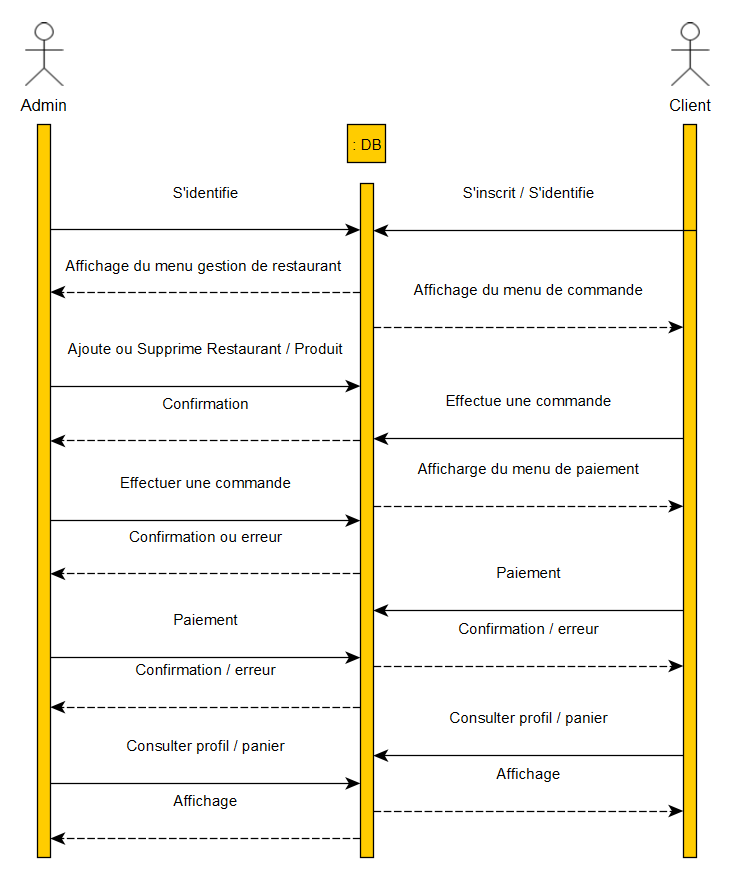 Admin
Client
: DB
S'identifie
S'inscrit / S'identifie
Affichage du menu gestion de restaurant
Affichage du menu de commande
Ajoute ou Supprime Restaurant / Produit
Confirmation
Effectue une commande
Afficharge du menu de paiement
Effectuer une commande
Confirmation ou erreur
Paiement
Paiement
Confirmation / erreur
Confirmation / erreur
Consulter profil / panier
Consulter profil / panier
Affichage
Affichage